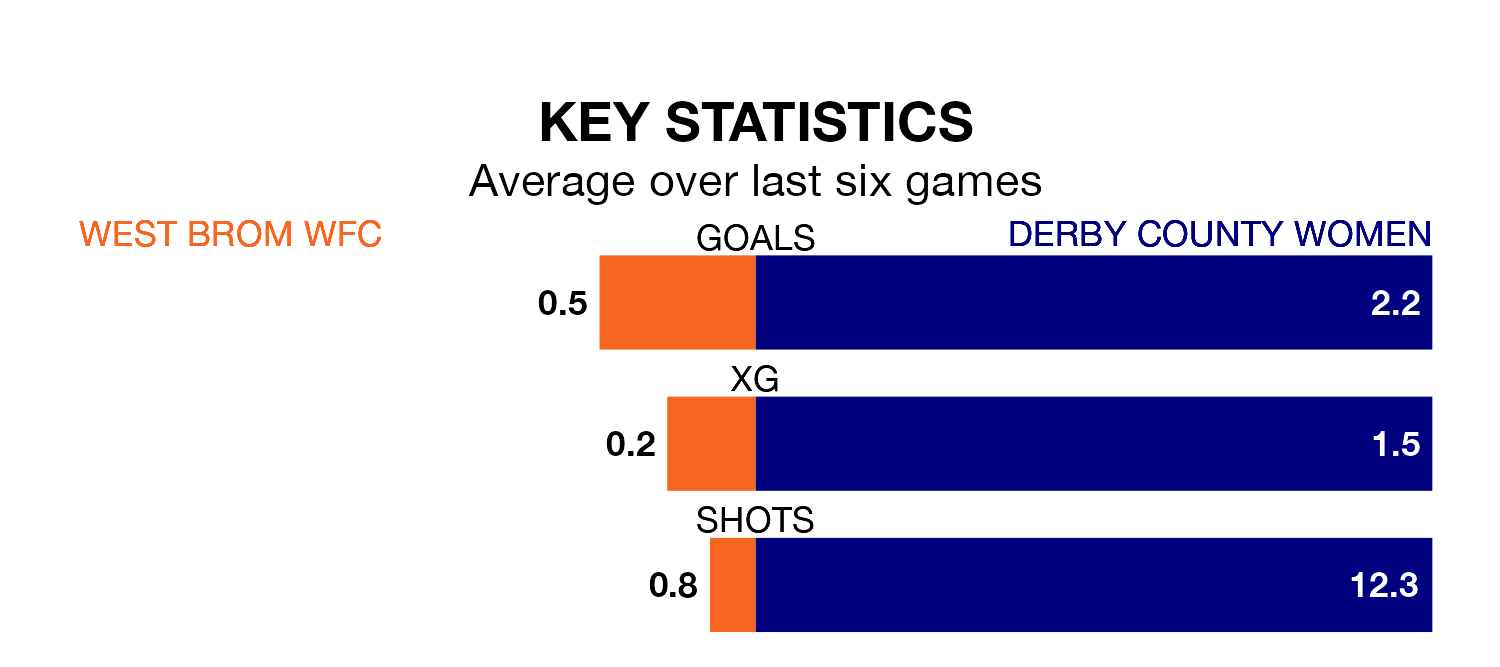 KEY STATISTICS
Average over last six games
WEST BROM WFC
GOALS
DERBY COUNTY WOMEN
0.5
2.2
XG
0.2
1.5
SHOTS
0.8
12.3